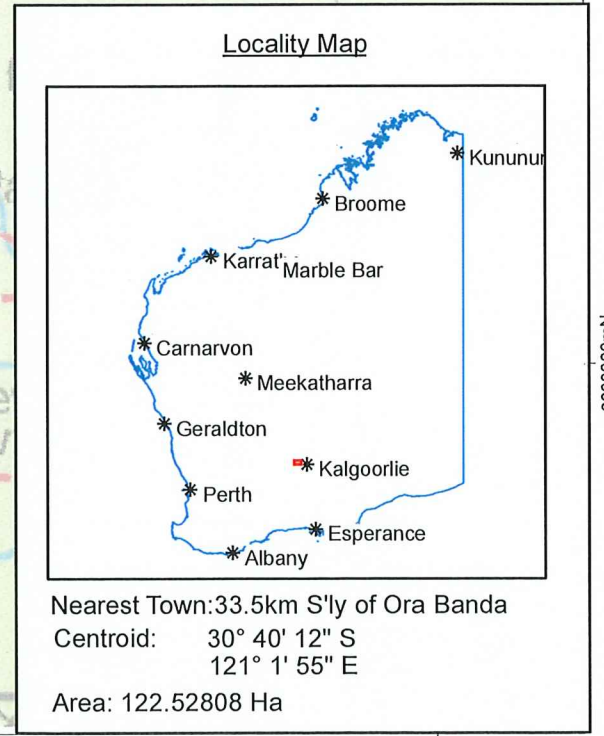 Locality Map
Kununur
Broome
Karrat'
Marble Bar
Carnarvon
Meekatharra
Geraldton
Kalgoorlie
Perth
Esperance
Albany
Nearest Town:33.5km S'ly of Ora Banda
Centroid: 30° 40' 12" S
121° 1' 55" E
Area: 122.52808 Ha